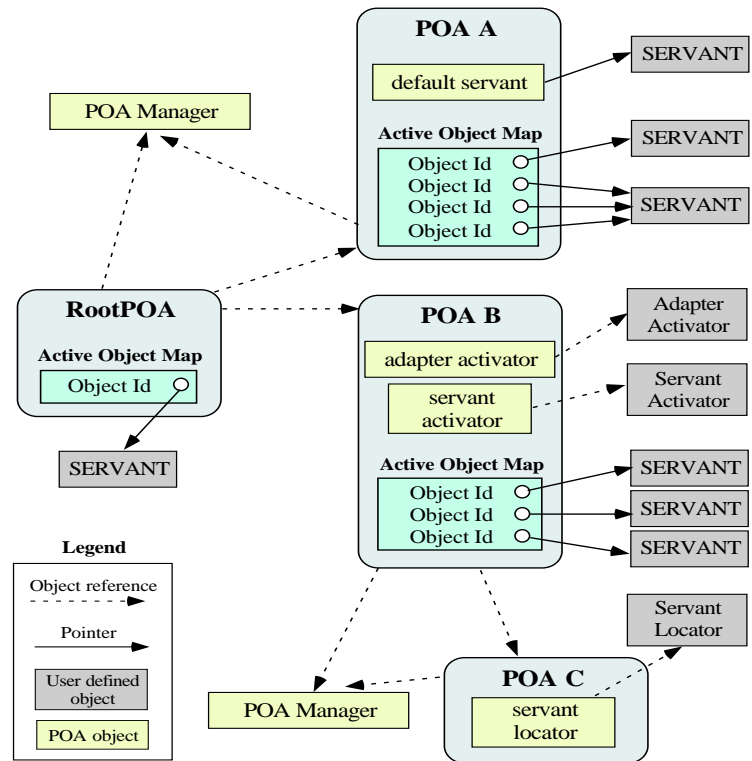 POA A
default servant
SERVANT
Active Object Map
Object Id
Object Id
Object Id
Object Id
SERVANT
SERVANT
POA Manager
RootPOA
Active Object Map
Object Id
SERVANT
POA B
adapter activator
servant
activator
Active Object Map
Object Id
Object Id
Object Id
Adapter
Activator
Servant
Activator
SERVANT
SERVANT
SERVANT
Servant
Locator
POA C
servant
locator
POA Manager
Legend
Object reference
Pointer
User defined
object
POA object